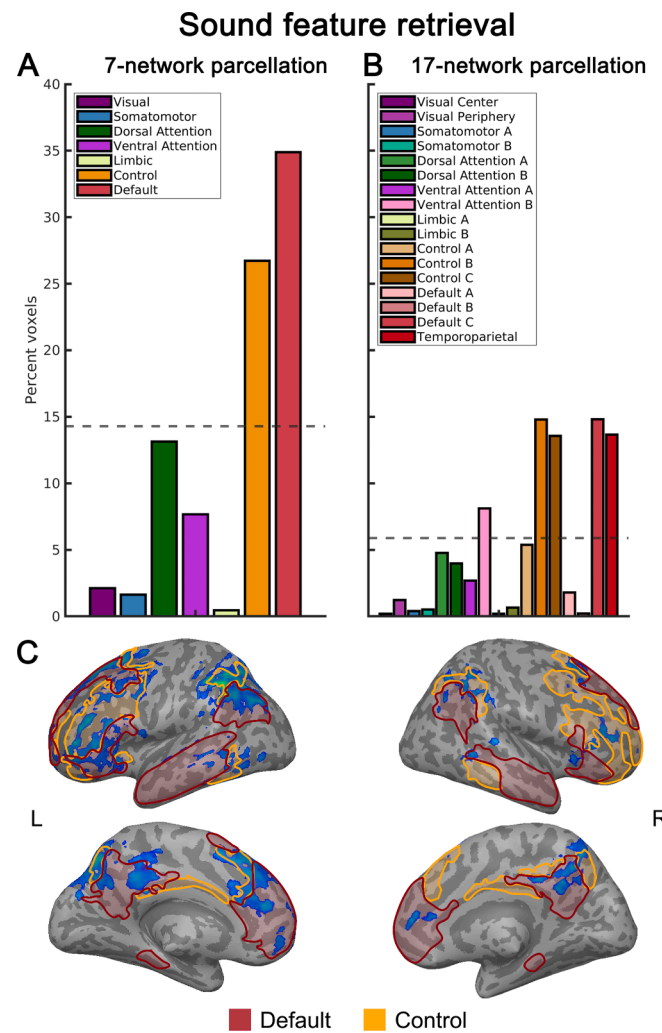 Sound feature retrieval
A
7-network parcellation
Percent voxels
40
35
30
25
20
15
10
5
0
Visual
Somatomotor
Dorsal Attention
Ventral Attention
Limbic
Control
Default
B
17-network parcellation
Visual Center
Visual Periphery
Somatomotor A
Somatomotor B
Dorsal Attention A
Dorsal Attention B
Ventral Attention A
Ventral Attention B
Limbic A
Limbic B
Control A
Control B
Control C
Default A
Default B
Default C
Temporoparietal
C
L
R
Default
Control